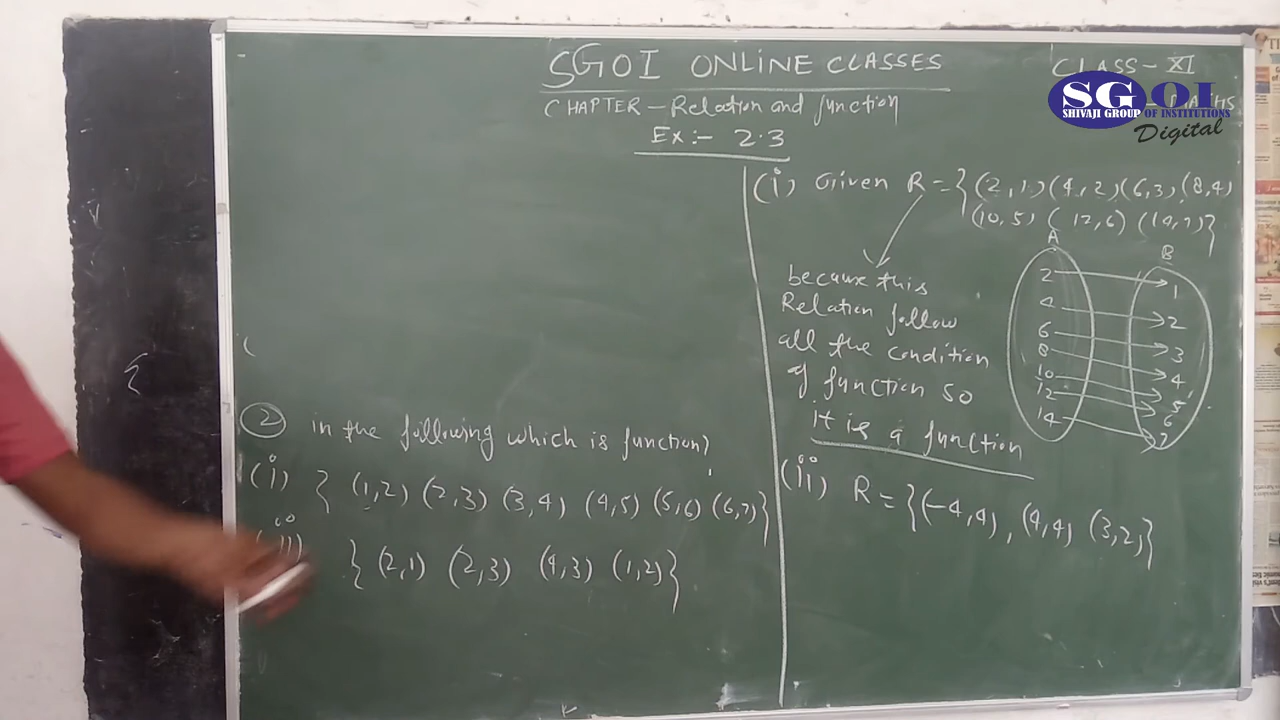 SGOI ONLINE CLASSES
CLASS - XI
CHAPTER - Relation and function
Ex:- 2.3
SGOI
SHIVAJI GROUP OF INSTITUTIONS
Digital
② in the following which is function?
(i) { (1,2) (2,3) (3,4) (4,5) (5,6) (6,7) }
(ii) { (2,1) (2,3) (4,3) (1,2) }
(i) Given R = { (2,1) (4,2) (6,3), (8,4)
(10,5) ( 12,6) (14,7) }
A
B
2 1
4 2
6 3
8 4
10 5
12 6
14 7
because this
Relation follow
all the condition
of function so
it is a function
(ii) R = { (-4,4), (4,4) (3,2) }